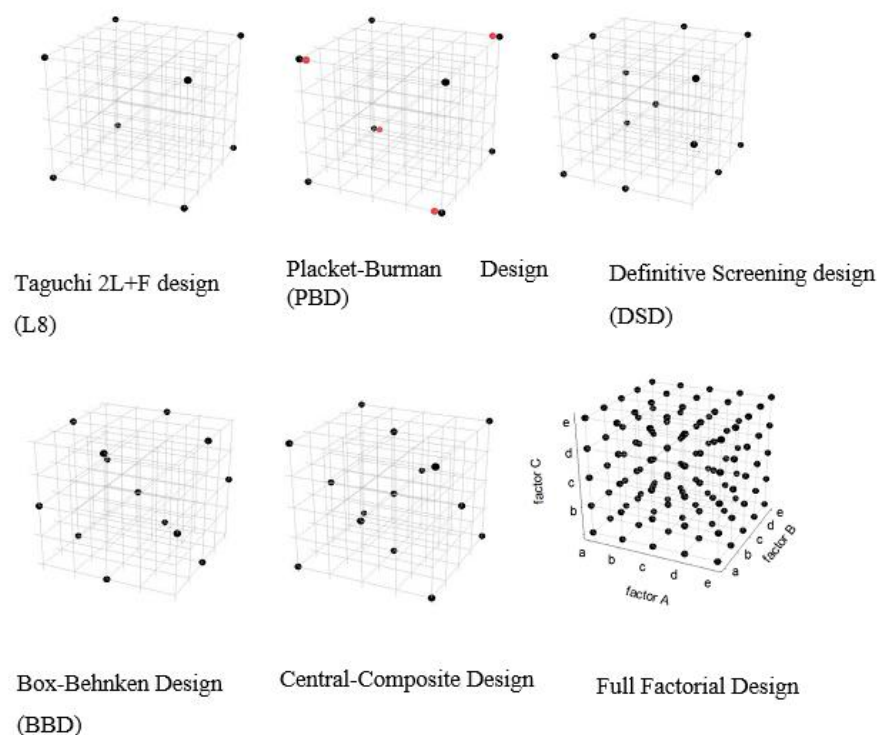 Taguchi 2L+F design
(L8)
Placket-Burman Design
(PBD)
Definitive Screening design
(DSD)
e
d
c
b
a
factor C
a
b
c
d
e
factor A
a
b
c
d
e
factor B
Box-Behnken Design
(BBD)
Central-Composite Design
Full Factorial Design